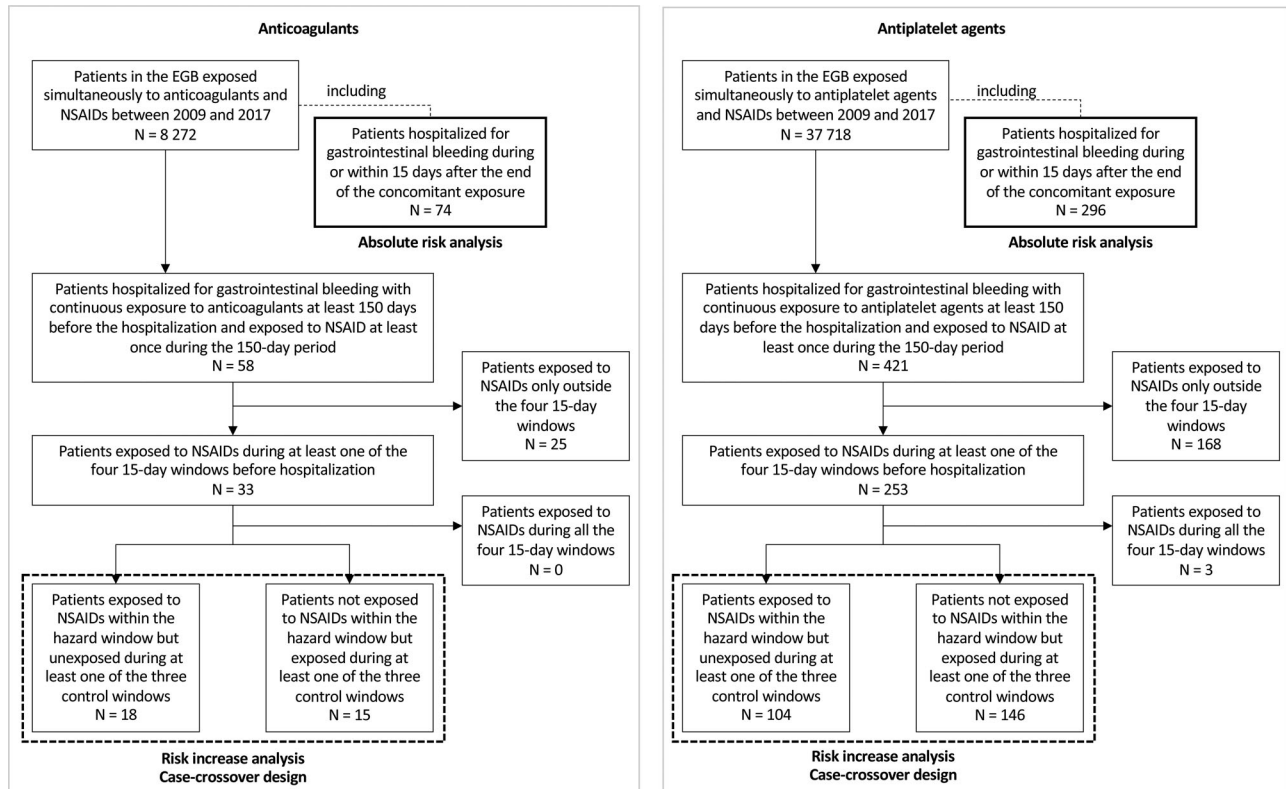 Anticoagulants
Patients in the EGB exposed
simultaneously to anticoagulants and
NSAIDs between 2009 and 2017
N = 8 272
including
Patients hospitalized for
gastrointestinal bleeding during
or within 15 days after the end
of the concomitant exposure
N = 74
Absolute risk analysis
Patients hospitalized for gastrointestinal bleeding with
continuous exposure to anticoagulants at least 150 days
before the hospitalization and exposed to NSAID at least
once during the 150-day period
N = 58
Patients exposed to
NSAIDs only outside
the four 15-day
windows
N = 25
Patients exposed to NSAIDs during at least one of the
four 15-day windows before hospitalization
N = 33
Patients exposed to
NSAIDs during all the
four 15-day windows
N = 0
Patients exposed to
NSAIDs within the
hazard window but
unexposed during at
least one of the three
control windows
N = 18
Patients not exposed
to NSAIDs within the
hazard window but
exposed during at
least one of the three
control windows
N = 15
Risk increase analysis
Case-crossover design
Antiplatelet agents
Patients in the EGB exposed
simultaneously to antiplatelet agents
and NSAIDs between 2009 and 2017
N = 37 718
including
Patients hospitalized for
gastrointestinal bleeding during
or within 15 days after the end
of the concomitant exposure
N = 296
Absolute risk analysis
Patients hospitalized for gastrointestinal bleeding with
continuous exposure to antiplatelet agents at least 150
days before the hospitalization and exposed to NSAID at
least once during the 150-day period
N = 421
Patients exposed to
NSAIDs only outside
the four 15-day
windows
N = 168
Patients exposed to NSAIDs during at least one of the
four 15-day windows before hospitalization
N = 253
Patients exposed to
NSAIDs during all the
four 15-day windows
N = 3
Patients exposed to
NSAIDs within the
hazard window but
unexposed during at
least one of the three
control windows
N = 104
Patients not exposed
to NSAIDs within the
hazard window but
exposed during at
least one of the three
control windows
N = 146
Risk increase analysis
Case-crossover design